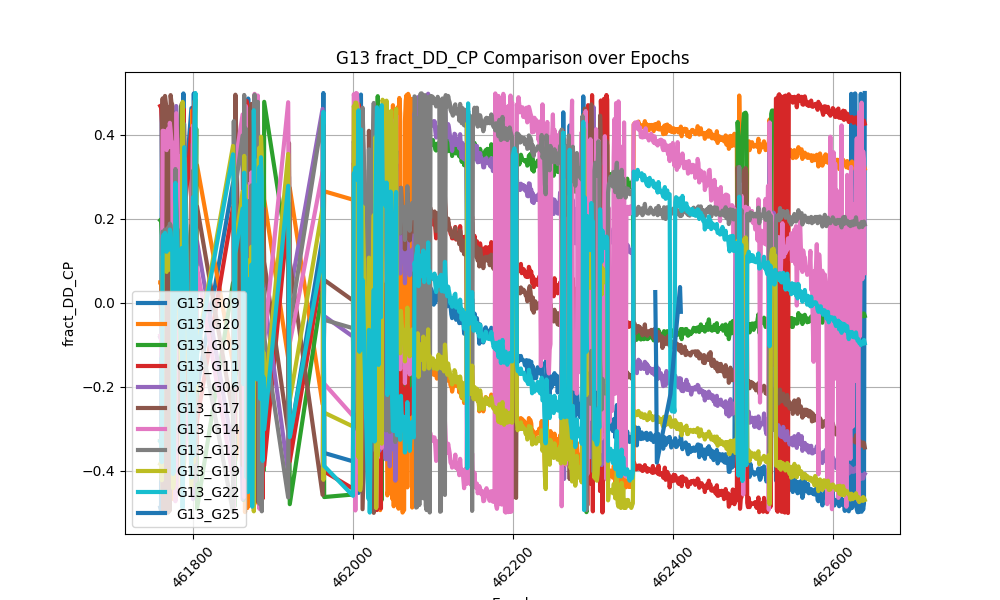 G13 fract_DD_CP Comparison over Epochs
fract_DD_CP
0.4
0.2
0.0
−0.2
−0.4
G13_G09
G13_G20
G13_G05
G13_G11
G13_G06
G13_G17
G13_G14
G13_G12
G13_G19
G13_G22
G13_G25
461800
462000
462200
462400
462600